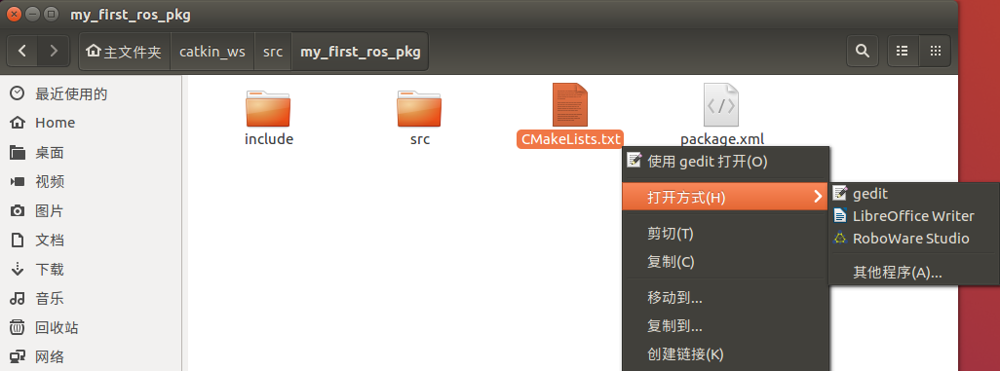 my_first_ros_pkg
主文件夹 catkin_ws src my_first_ros_pkg
最近使用的
Home
桌面
视频
图片
文档
下载
音乐
回收站
网络
include
src
CMakeLists.txt
package.xml
使用 gedit 打开(O)
打开方式(H)
剪切(T)
复制(C)
移动到...
复制到...
创建链接(K)
gedit
LibreOffice Writer
RoboWare Studio
其他程序(A)...